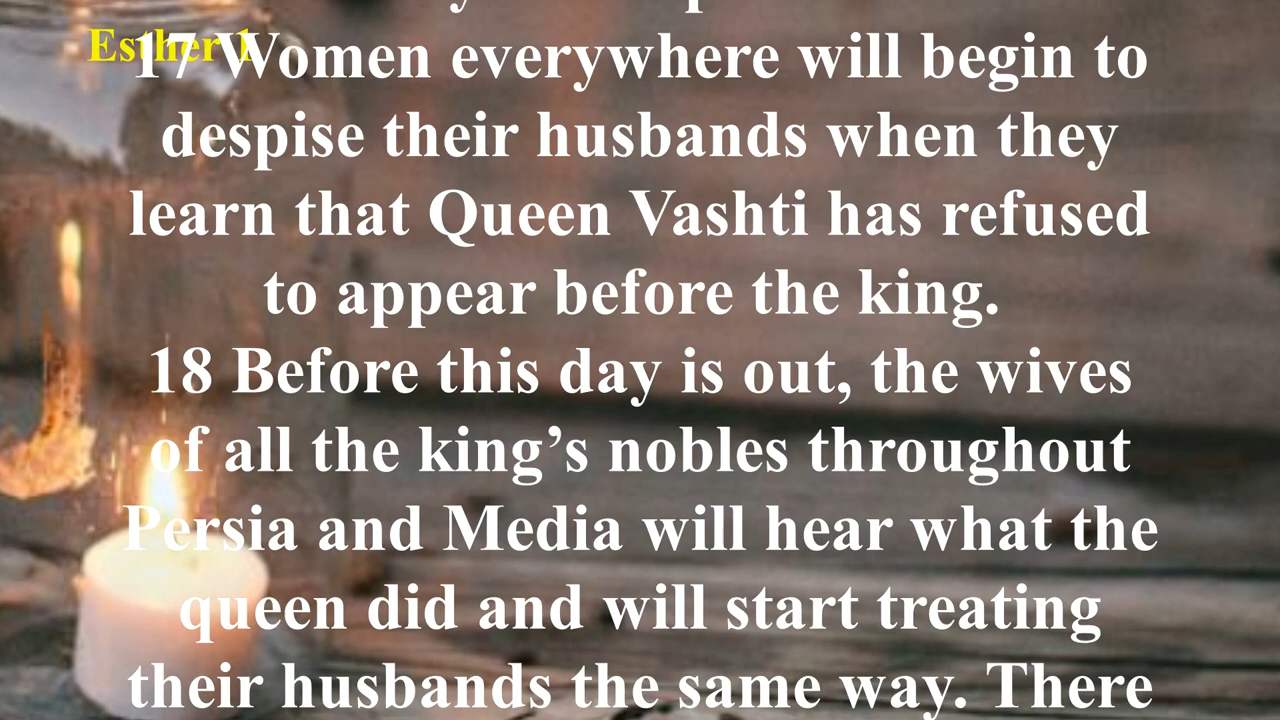 Esther 1
17 Women everywhere will begin to
despise their husbands when they
learn that Queen Vashti has refused
to appear before the king.
18 Before this day is out, the wives
of all the king’s nobles throughout
Persia and Media will hear what the
queen did and will start treating
their husbands the same way. There